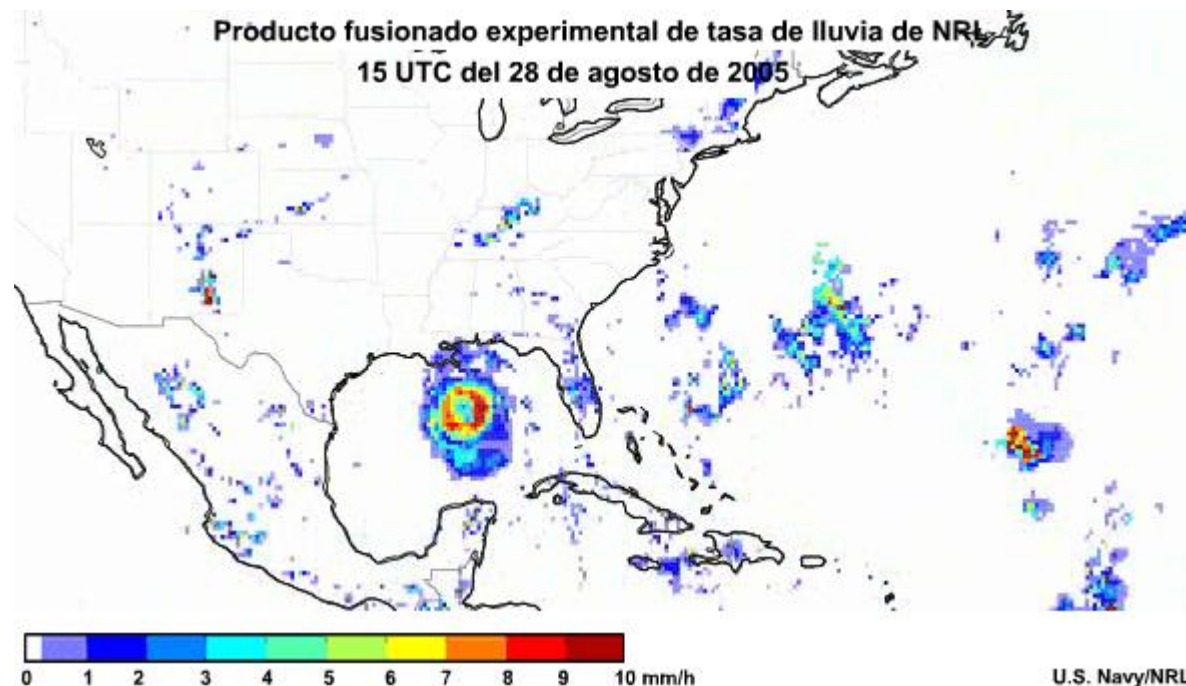 Producto fusionado experimental de tasa de lluvia de NRL
15 UTC del 28 de agosto de 2005
0 1 2 3 4 5 6 7 8 9 10 mm/h
U.S. Navy/NRL